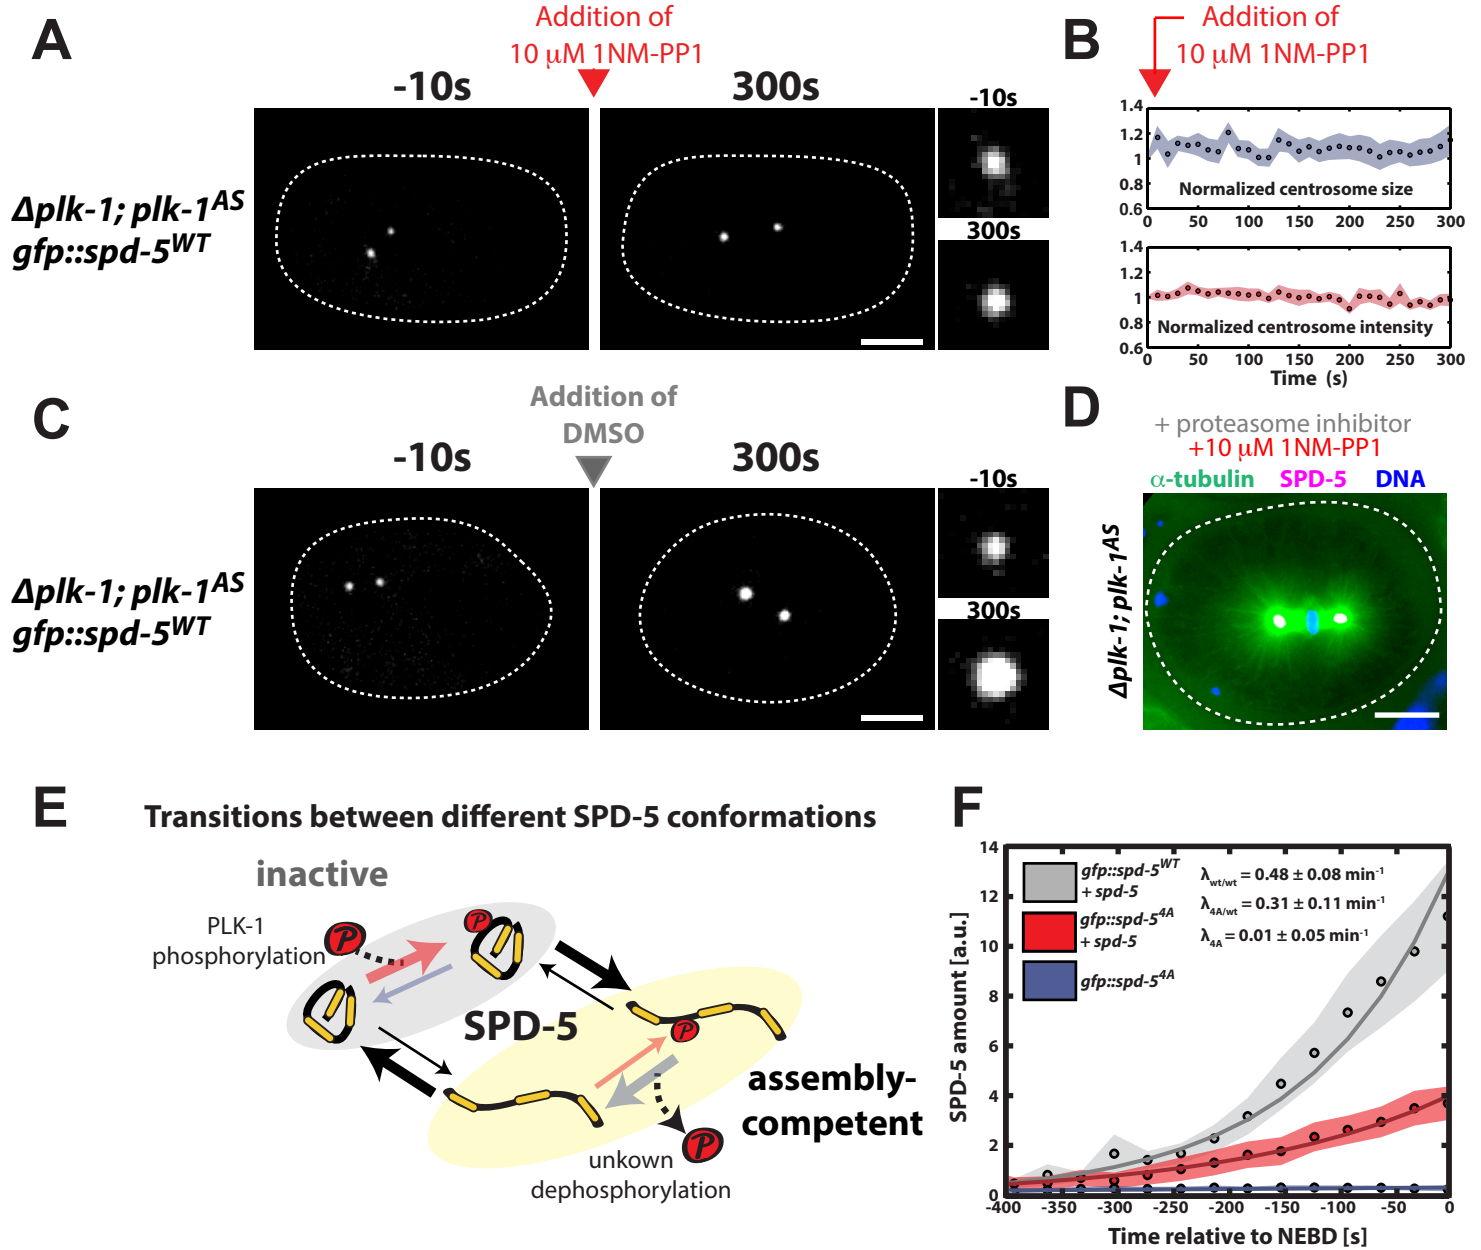 A
Addition of
10 μM 1NM-PP1
-10s
300s
-10s
300s
Δplk-1; plk-1AS
gfp::spd-5WT
B
Addition of
10 μM 1NM-PP1
1.4
1.2
1
0.8
0.6
Normalized centrosome size
0 50 100 150 200 250 300
1.4
1.2
1
0.8
0.6
Normalized centrosome intensity
0 50 100 150 200 250 300
Time (s)
C
Addition of
DMSO
-10s
300s
-10s
300s
Δplk-1; plk-1AS
gfp::spd-5WT
D
+ proteasome inhibitor
+10 μM 1NM-PP1
α-tubulin SPD-5 DNA
Δplk-1; plk-1AS
E
Transitions between different SPD-5 conformations
inactive
PLK-1
phosphorylation
P
P
SPD-5
P
assembly-
competent
P
unkown
dephosphorylation
F
SPD-5 amount [a.u.]
14
12
10
8
6
4
2
0
gfp::spd-5WT
+ spd-5
gfp::spd-54A
+ spd-5
gfp::spd-54A
λwt/wt = 0.48 ± 0.08 min-1
λ4A/wt = 0.31 ± 0.11 min-1
λ4A = 0.01 ± 0.05 min-1
-400 -350 -300 -250 -200 -150 -100 -50 0
Time relative to NEBD [s]